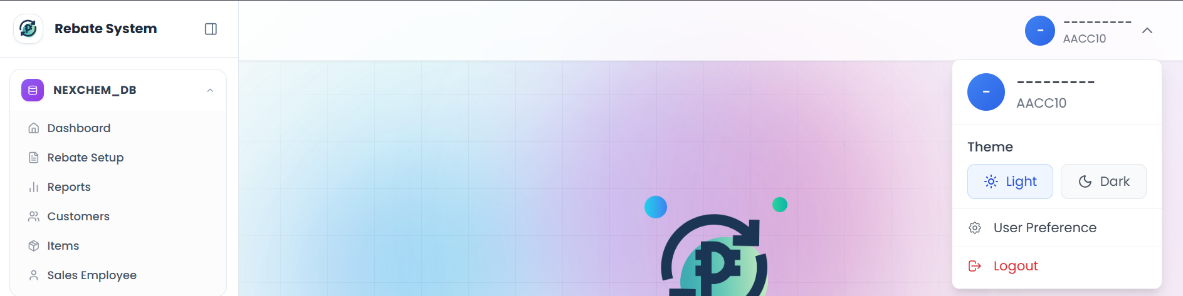 Rebate System
NEXCHEM_DB
Dashboard
Rebate Setup
Reports
Customers
Items
Sales Employee
-
---------
AACC10
-
---------
AACC10
Theme
Light
Dark
User Preference
Logout